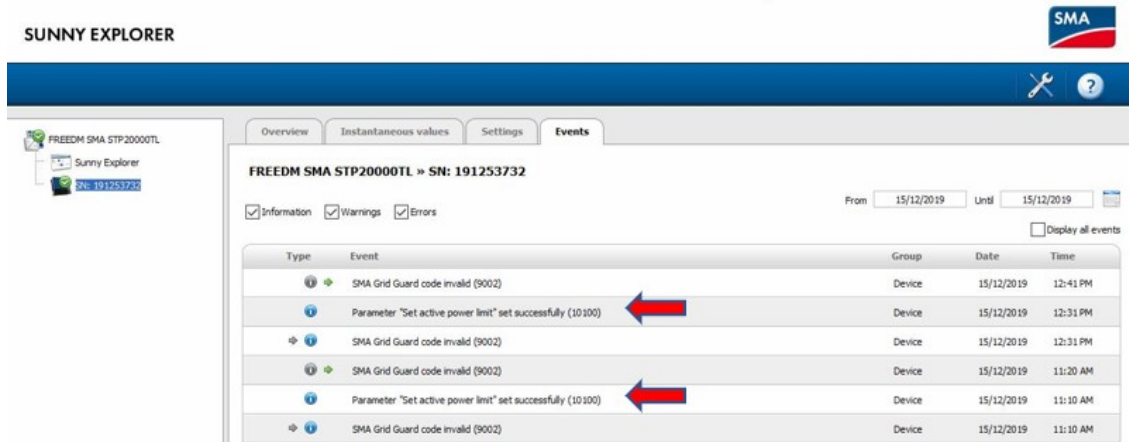 SUNNY EXPLORER
SMA
?
FREEDM SMA STP20000TL
Sunny Explorer
SN: 191253732
Overview Instantaneous values Settings Events
FREEDM SMA STP20000TL » SN: 191253732
Information Warnings Errors
From 15/12/2019 Until 15/12/2019
Display all events
Type Event Group Date Time
SMA Grid Guard code invalid (9002) Device 15/12/2019 12:41 PM
Parameter "Set active power limit" set successfully (10100) Device 15/12/2019 12:31 PM
SMA Grid Guard code invalid (9002) Device 15/12/2019 12:31 PM
SMA Grid Guard code invalid (9002) Device 15/12/2019 11:20 AM
Parameter "Set active power limit" set successfully (10100) Device 15/12/2019 11:10 AM
SMA Grid Guard code invalid (9002) Device 15/12/2019 11:10 AM